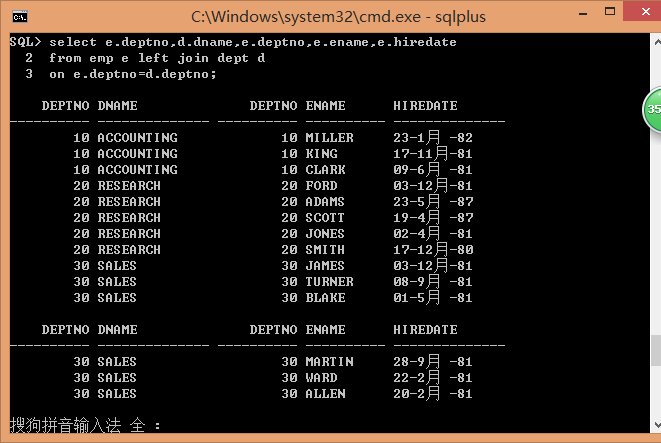 C:\Windows\system32\cmd.exe - sqlplus
SQL> select e.deptno,d.dname,e.deptno,e.ename,e.hiredate
2 from emp e left join dept d
3 on e.deptno=d.deptno;
DEPTNO DNAME DEPTNO ENAME HIREDATE
---------- -------------- ---------- ---------- --------------
10 ACCOUNTING 10 MILLER 23-1月 -82
10 ACCOUNTING 10 KING 17-11月-81
10 ACCOUNTING 10 CLARK 09-6月 -81
20 RESEARCH 20 FORD 03-12月-81
20 RESEARCH 20 ADAMS 23-5月 -87
20 RESEARCH 20 SCOTT 19-4月 -87
20 RESEARCH 20 JONES 02-4月 -81
20 RESEARCH 20 SMITH 17-12月-80
30 SALES 30 JAMES 03-12月-81
30 SALES 30 TURNER 08-9月 -81
30 SALES 30 BLAKE 01-5月 -81
DEPTNO DNAME DEPTNO ENAME HIREDATE
---------- -------------- ---------- ---------- --------------
30 SALES 30 MARTIN 28-9月 -81
30 SALES 30 WARD 22-2月 -81
30 SALES 30 ALLEN 20-2月 -81
搜狗拼音输入法 全 :
35